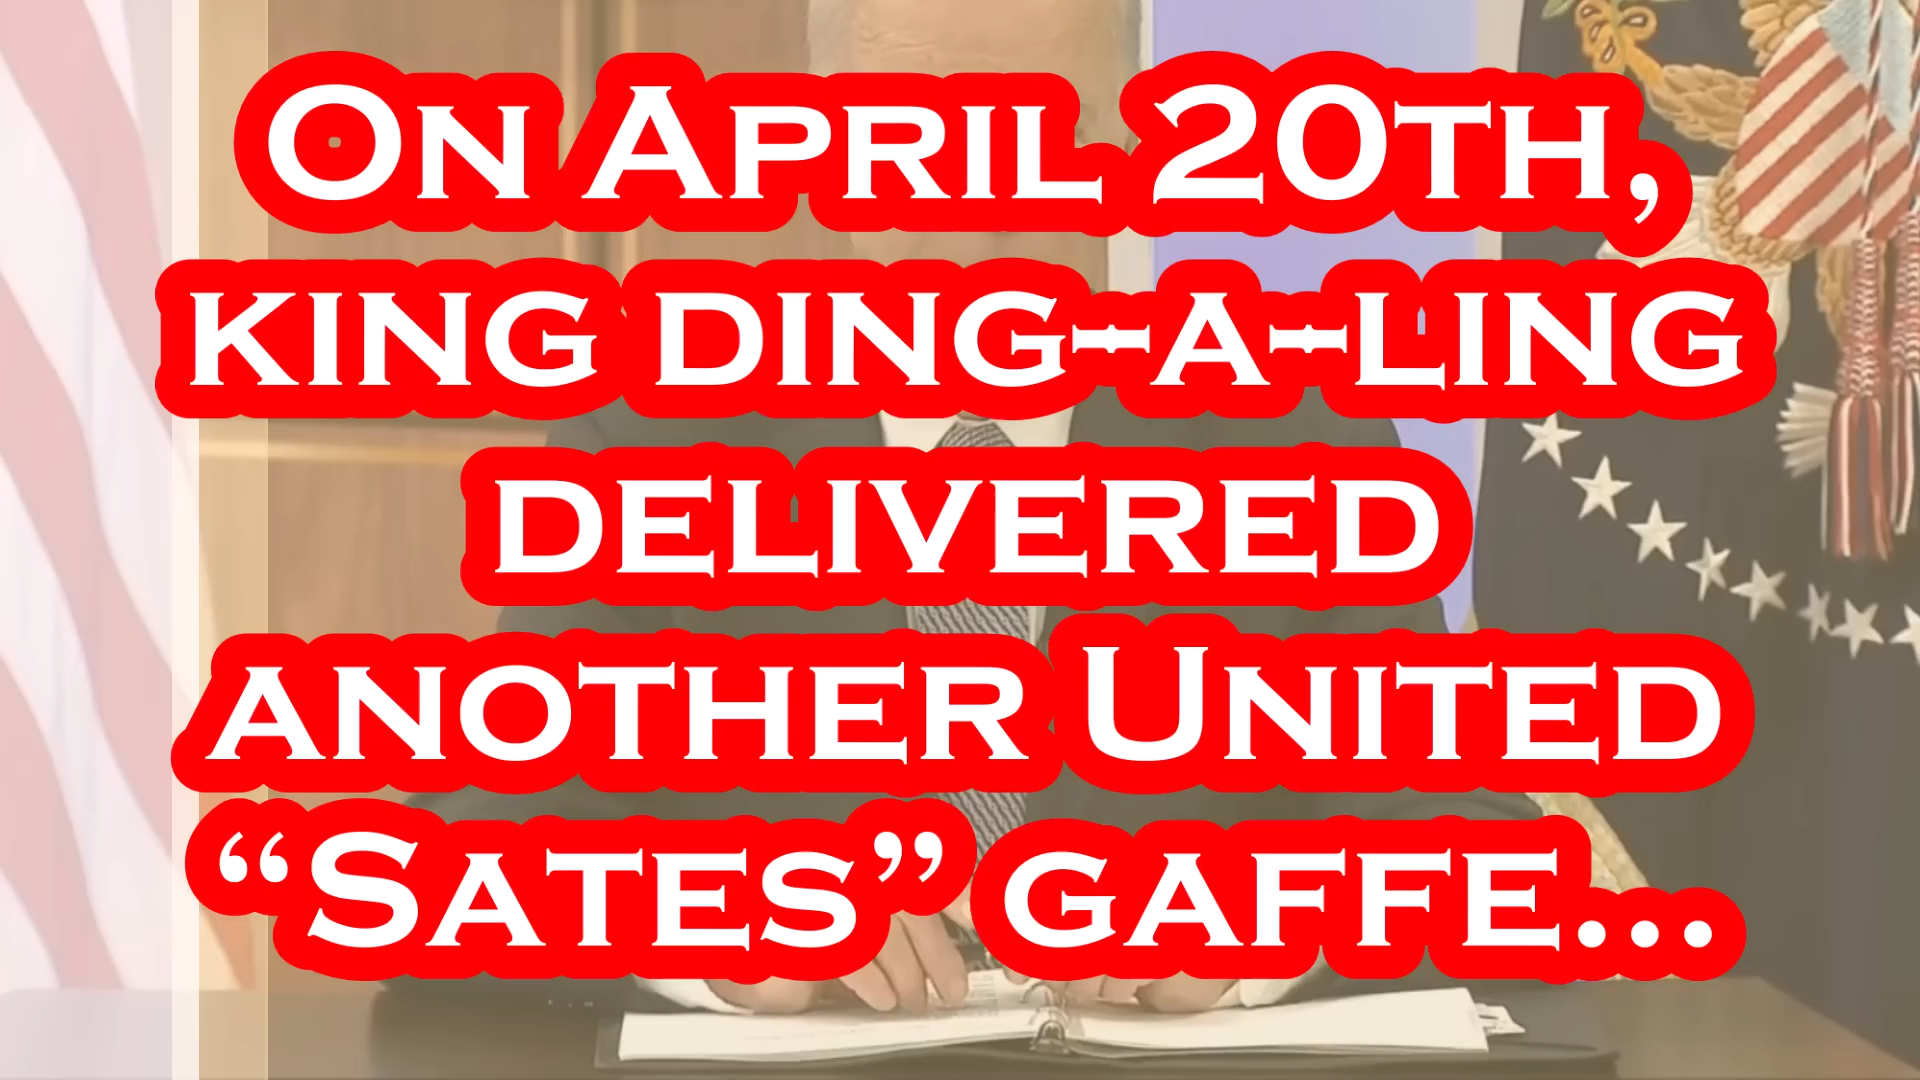 On April 20th,
king ding-a-ling
delivered
another United
“Sates” gaffe...